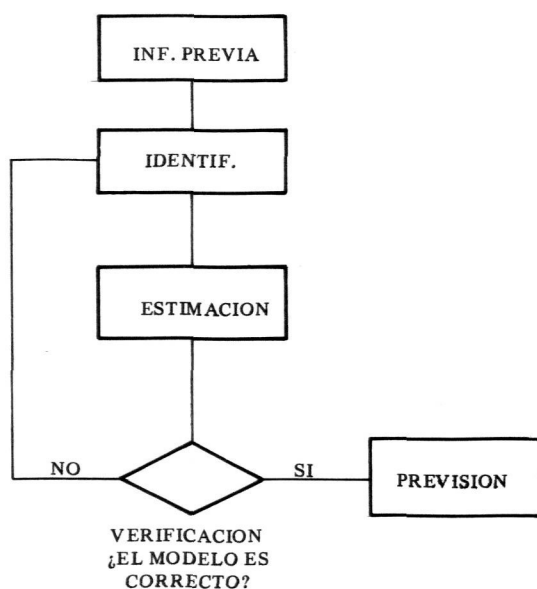 INF. PREVIA
IDENTIF.
ESTIMACION
NO
SI
PREVISION
VERIFICACION
¿EL MODELO ES
CORRECTO?